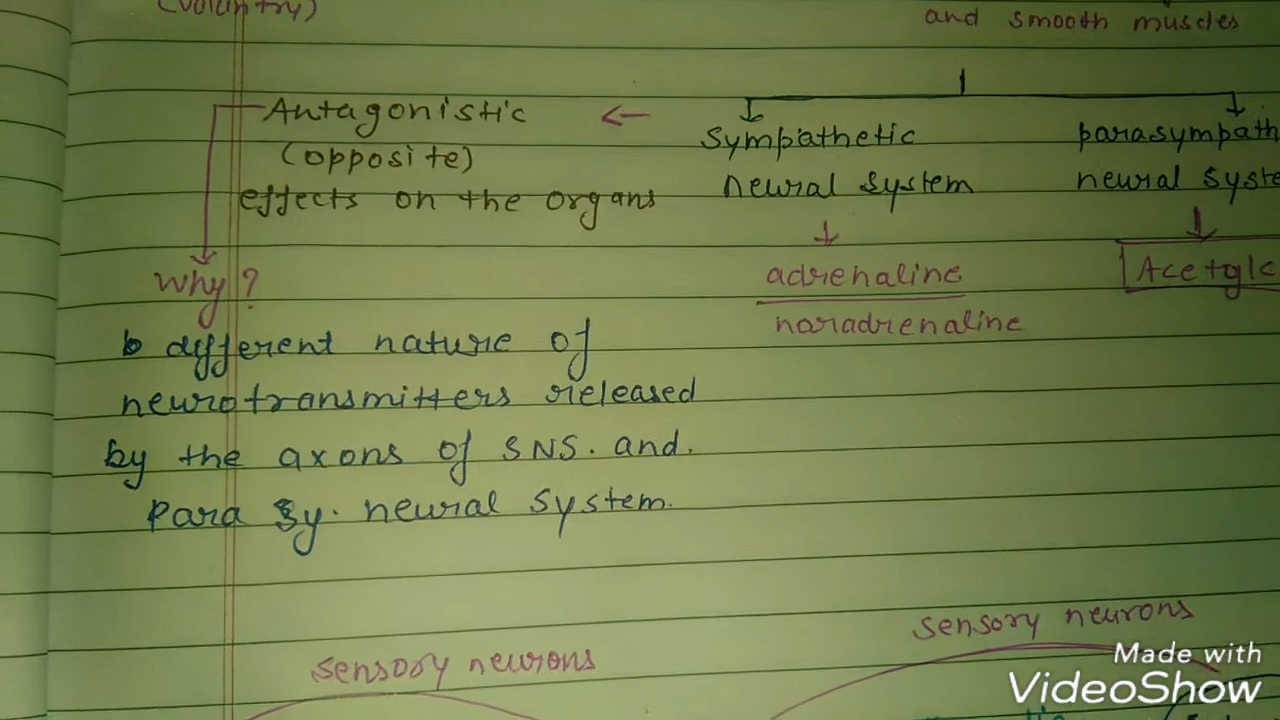 (voluntry)
and smooth muscles
Antagonistic ←
(opposite)
effects on the organs
Sympathetic
neural system
parasympath
neural syste
adrenaline
naradrenaline
Acetylc
Why?
different nature of
neurotransmitters released
by the axons of SNS. and.
Para Sy. neural system.
sensory neurons
sensory neurons
Made with
VideoShow